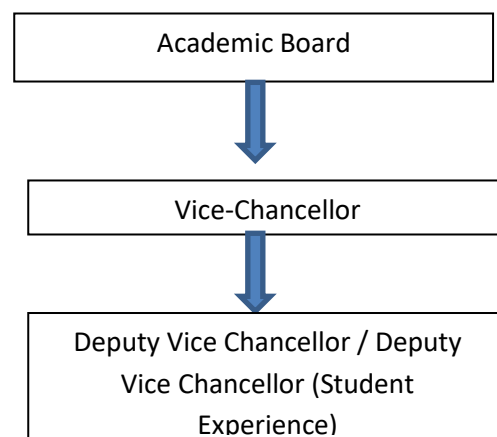 Academic Board
Vice-Chancellor
Deputy Vice Chancellor / Deputy
Vice Chancellor (Student
Experience)